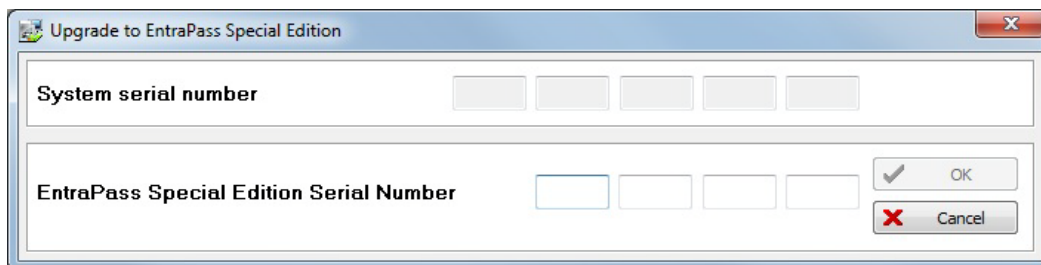 Upgrade to EntraPass Special Edition
System serial number
EntraPass Special Edition Serial Number
OK
Cancel